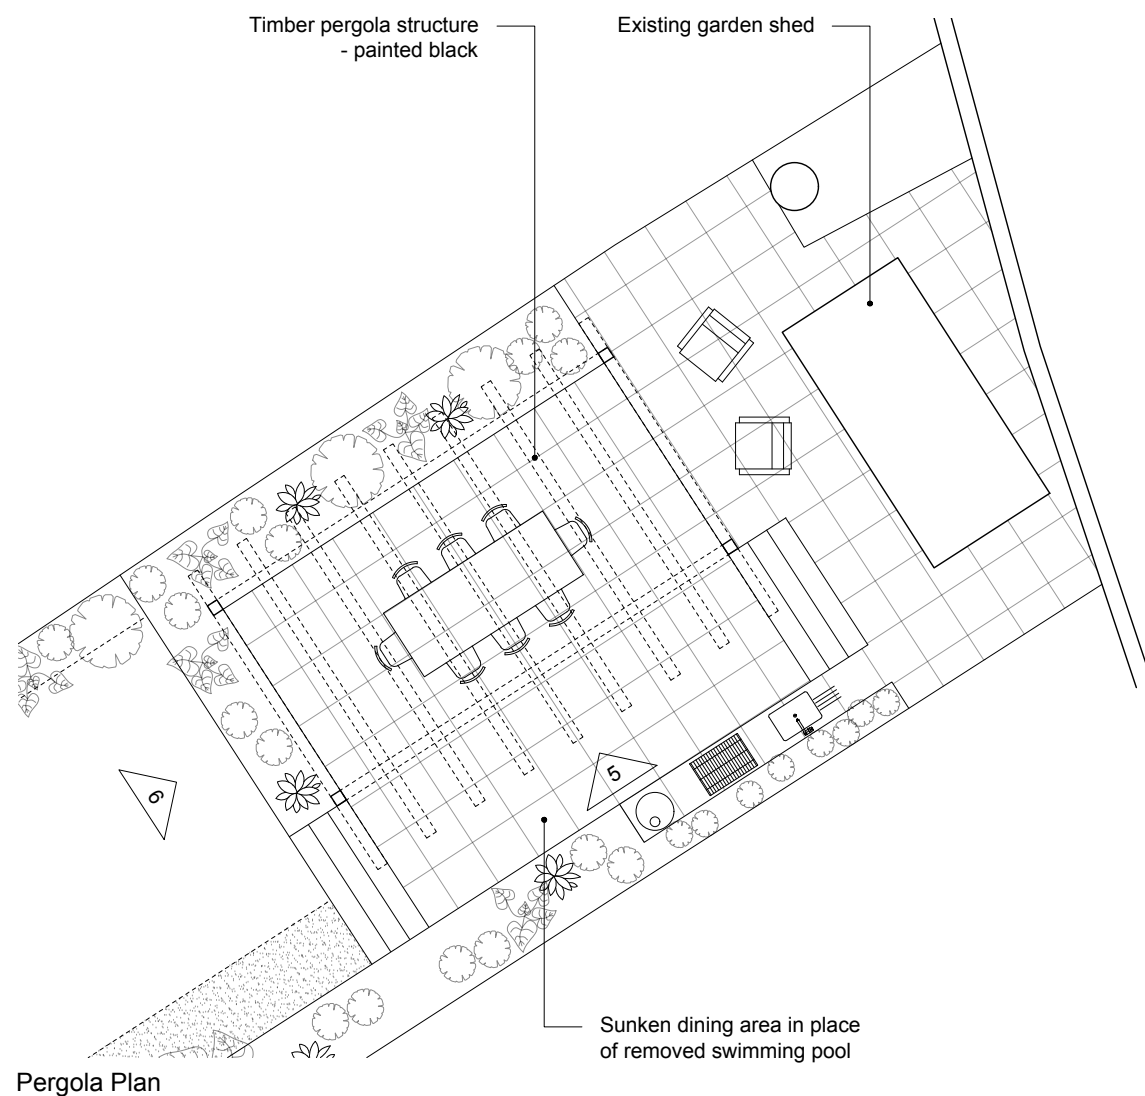 Timber pergola structure
- painted black
Existing garden shed
5
6
Sunken dining area in place
of removed swimming pool
Pergola Plan